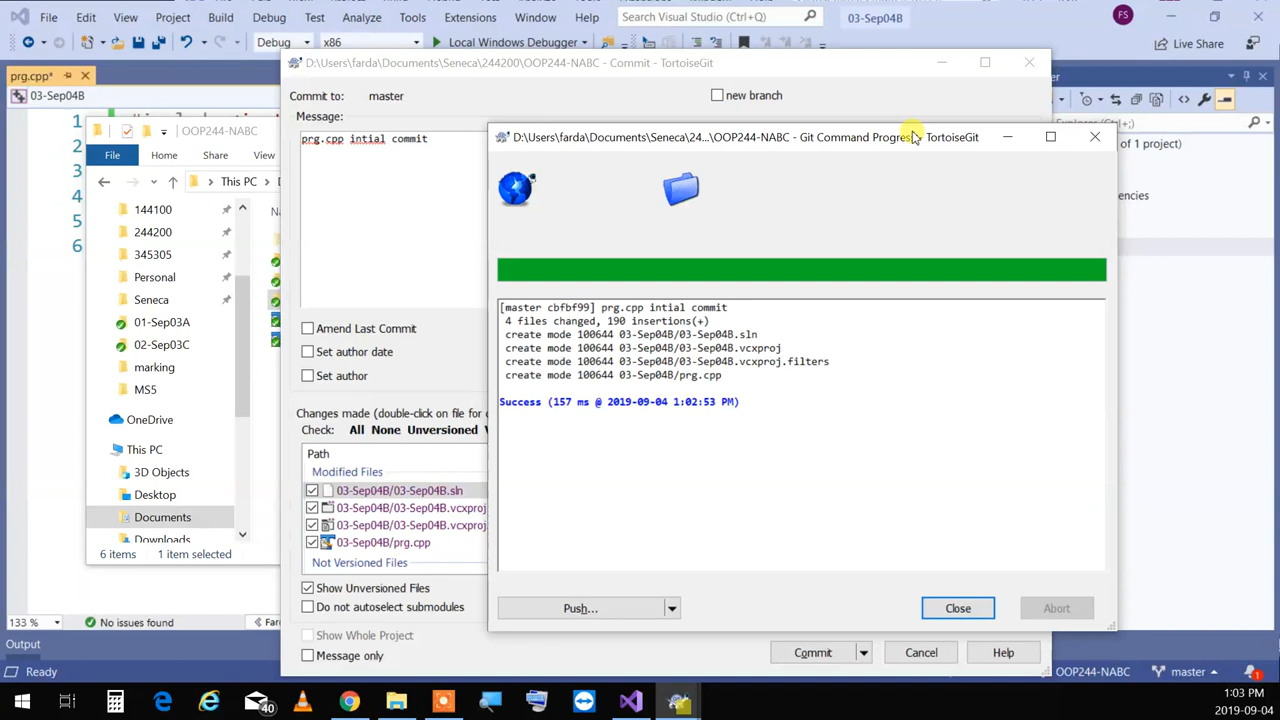 File Edit View Project Build Debug Test Analyze Tools Extensions Window Help Search Visual Studio (Ctrl+Q) 03-Sep04B FS
Debug x86 Local Windows Debugger Live Share
prg.cpp*
03-Sep04B
D:\Users\farda\Documents\Seneca\244200\OOP244-NABC - Commit - TortoiseGit
Commit to: master new branch
Message:
prg.cpp intial commit
1
2
3
4
5
6
OOP244-NABC
File Home Share View
This PC
144100
244200
345305
Personal
Seneca
01-Sep03A
02-Sep03C
marking
MS5
OneDrive
This PC
3D Objects
Desktop
Documents
Downloads
6 items 1 item selected
D:\Users\farda\Documents\Seneca\24...\OOP244-NABC - Git Command Progress - TortoiseGit
[master cbfbf99] prg.cpp intial commit
4 files changed, 190 insertions(+)
create mode 100644 03-Sep04B/03-Sep04B.sln
create mode 100644 03-Sep04B/03-Sep04B.vcxproj
create mode 100644 03-Sep04B/03-Sep04B.vcxproj.filters
create mode 100644 03-Sep04B/prg.cpp
Success (157 ms @ 2019-09-04 1:02:53 PM)
Push... Close Abort
Amend Last Commit
Set author date
Set author
Changes made (double-click on file for d
Check: All None Unversioned V
Path
Modified Files
03-Sep04B/03-Sep04B.sln
03-Sep04B/03-Sep04B.vcxproj
03-Sep04B/03-Sep04B.vcxproj
03-Sep04B/prg.cpp
Not Versioned Files
Show Unversioned Files
Do not autoselect submodules
Show Whole Project
Message only
Commit Cancel Help
of 1 project)
encies
133 % No issues found
Output
Ready OOP244-NABC master 1
40
1:03 PM
2019-09-04